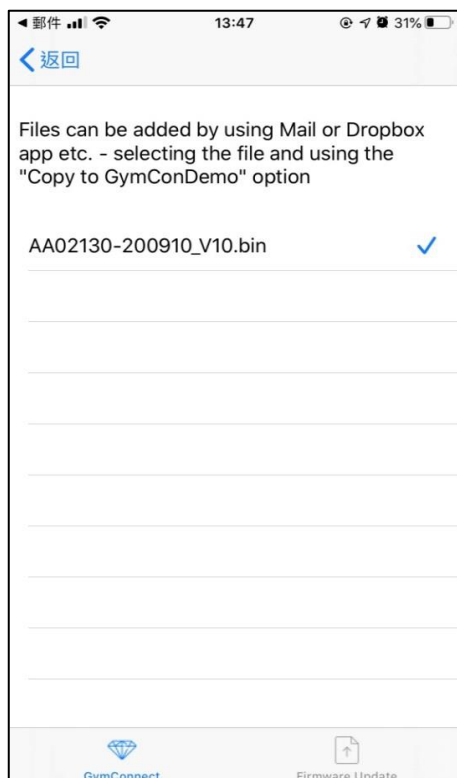 郵件 13:47 31%
返回
Files can be added by using Mail or Dropbox
app etc. - selecting the file and using the
"Copy to GymConDemo" option
AA02130-200910_V10.bin
GymConnect Firmware Update